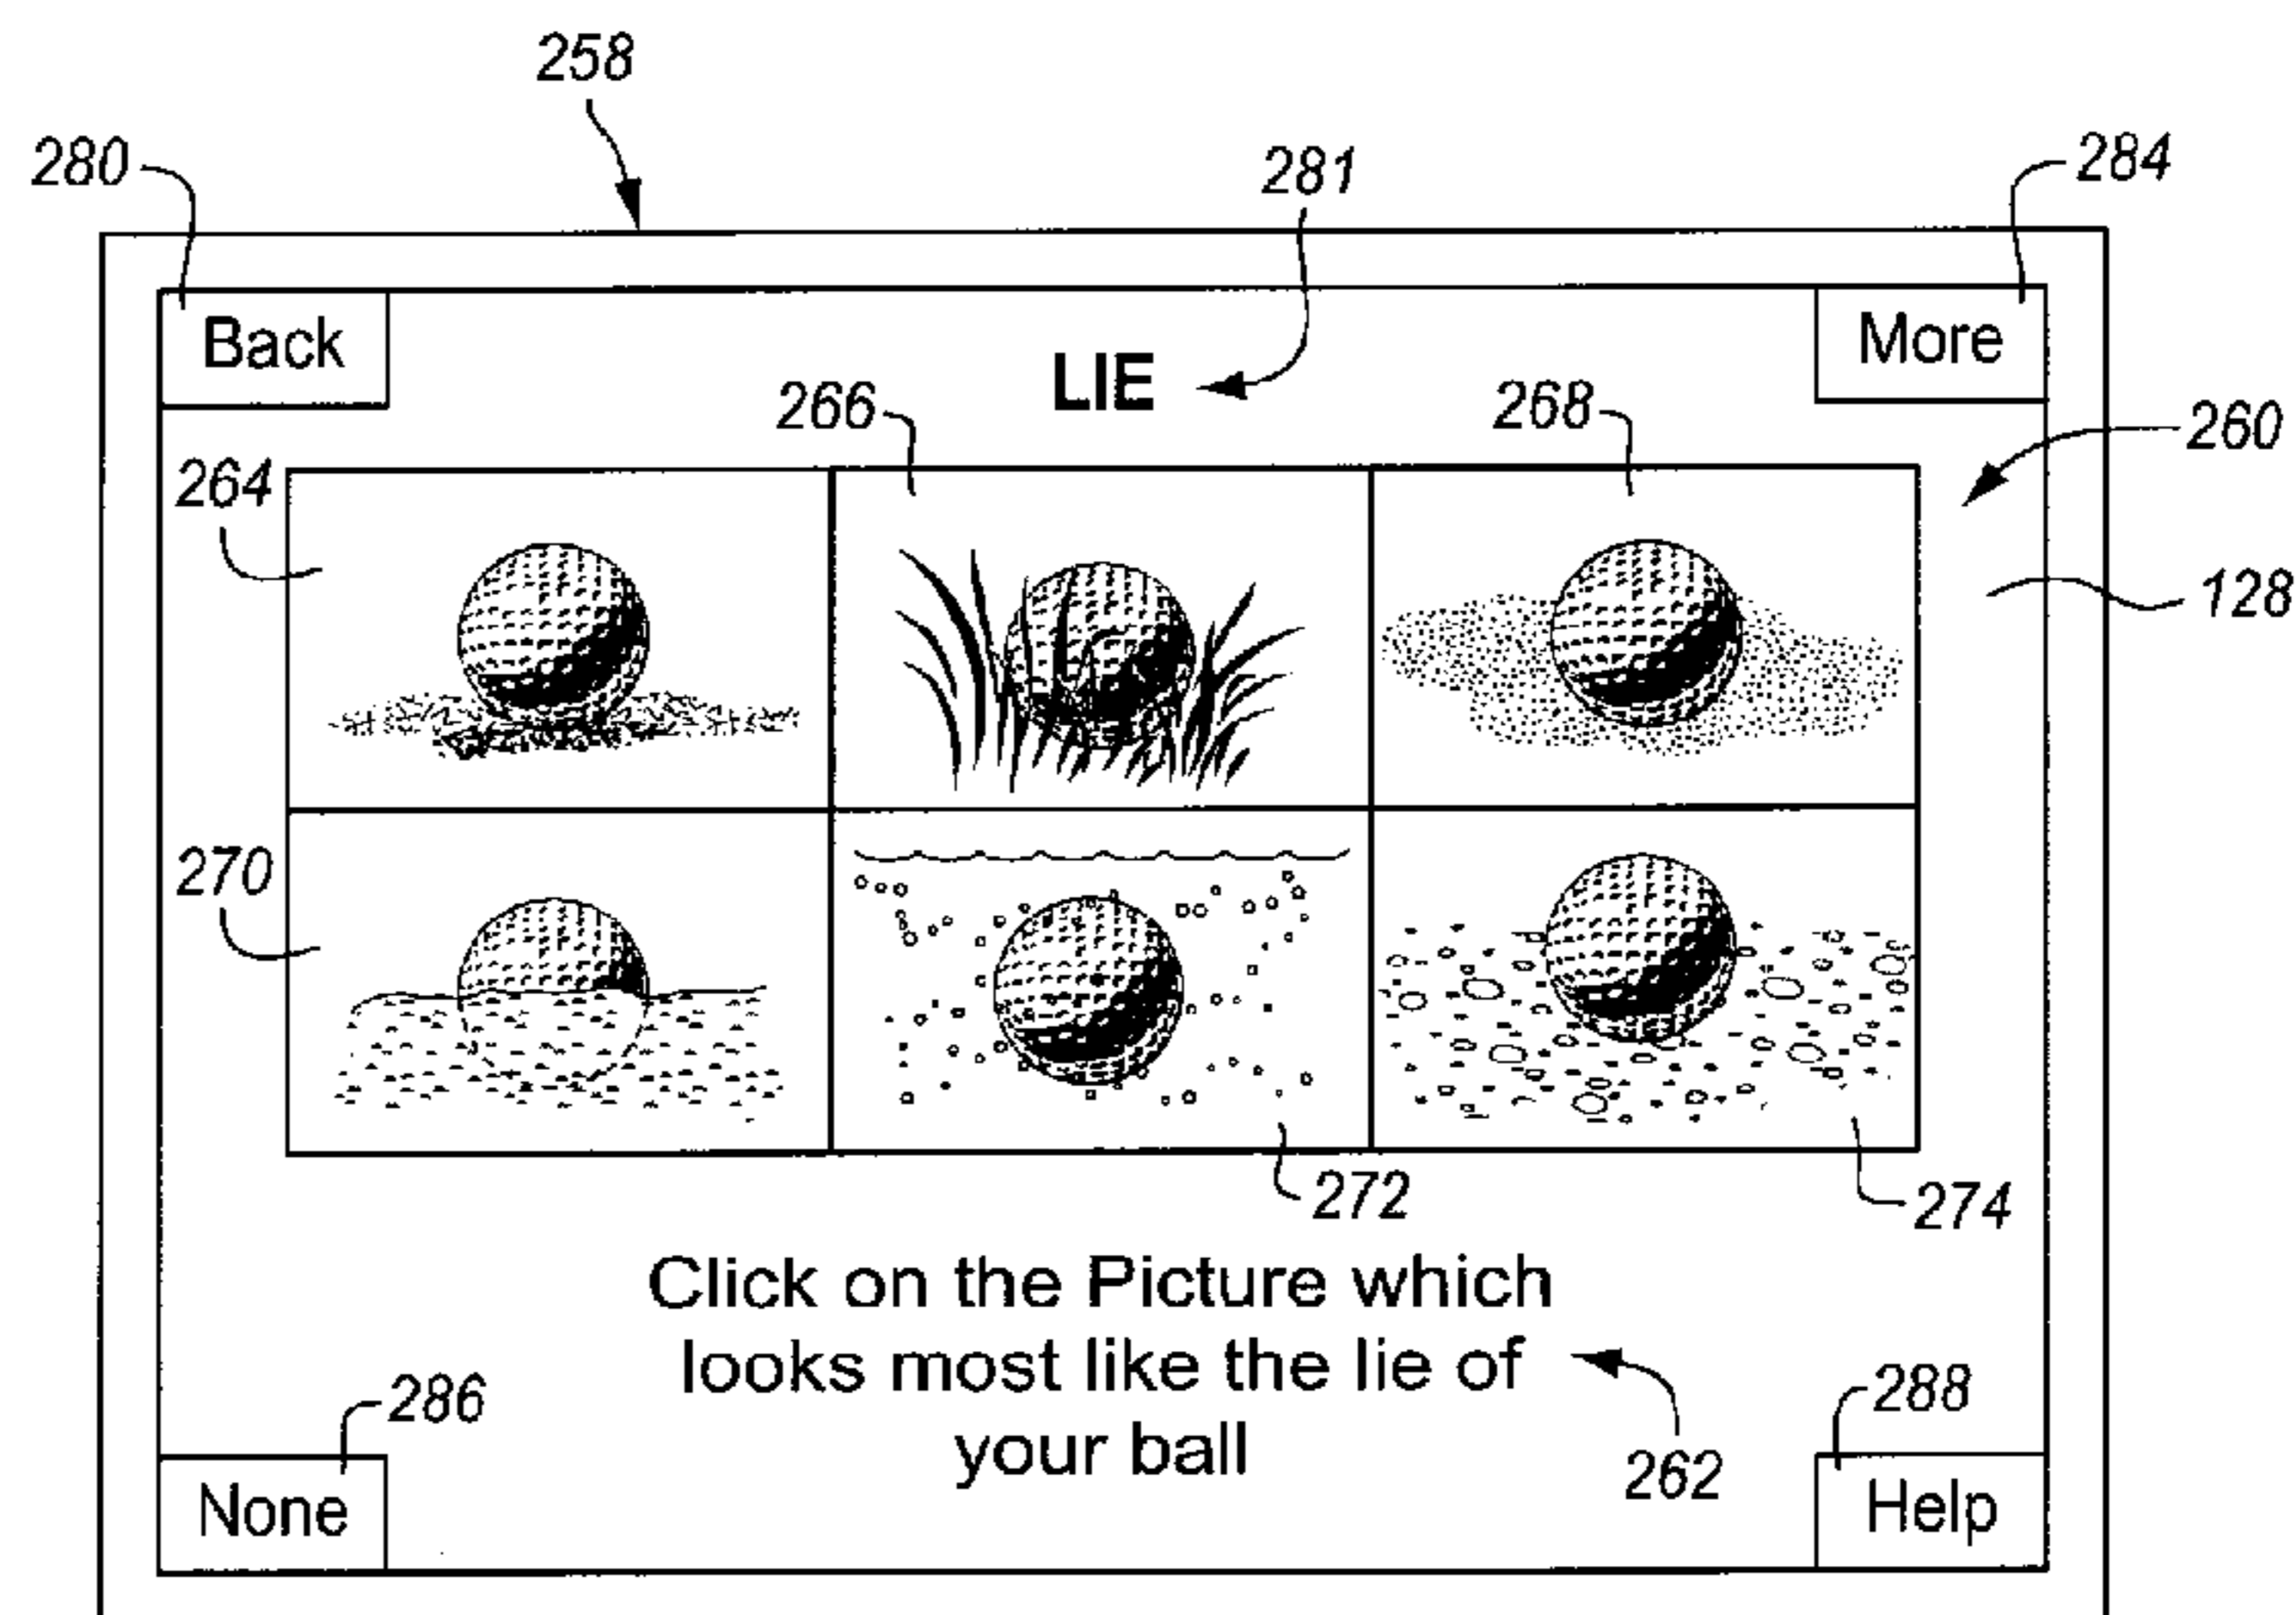 258
280
281
284
Back
More
LIE
266
268
260
264
128
270
272
274
Click on the Picture which
looks most like the lie of
your ball
286
288
262
None
Help